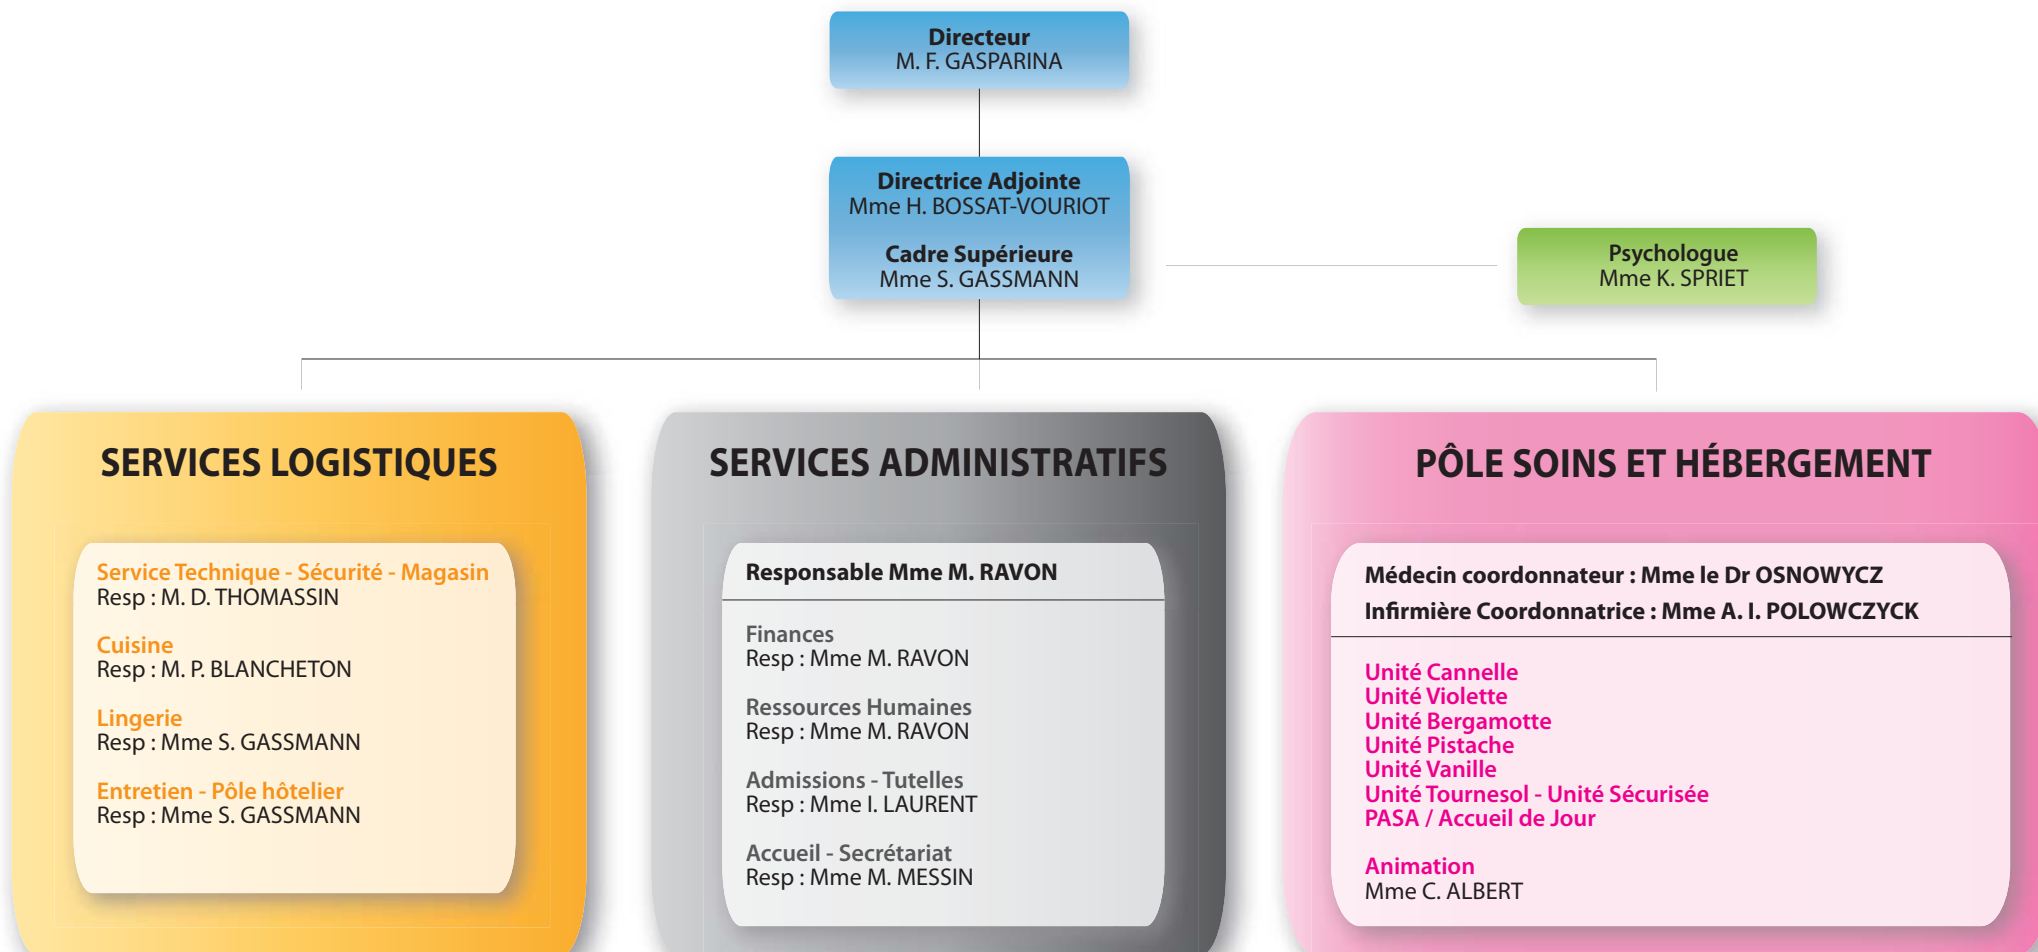 Directeur
M. F. GASPARINA
Directrice Adjointe
Mme H. BOSSAT-VOURIOT
Cadre Supérieure
Mme S. GASSMANN
Psychologue
Mme K. SPRIET
SERVICES LOGISTIQUES
Service Technique - Sécurité - Magasin
Resp : M. D. THOMASSIN
Cuisine
Resp : M. P. BLANCHETON
Lingerie
Resp : Mme S. GASSMANN
Entretien - Pôle hôtelier
Resp : Mme S. GASSMANN
SERVICES ADMINISTRATIFS
Responsable Mme M. RAVON
Finances
Resp : Mme M. RAVON
Ressources Humaines
Resp : Mme M. RAVON
Admissions - Tutelles
Resp : Mme I. LAURENT
Accueil - Secrétariat
Resp : Mme M. MESSIN
PÔLE SOINS ET HÉBERGEMENT
Médecin coordonnateur : Mme le Dr OSNOWYCZ
Infirmière Coordonnatrice : Mme A. I. POLOWCZYCK
Unité Cannelle
Unité Violette
Unité Bergamotte
Unité Pistache
Unité Vanille
Unité Tournesol - Unité Sécurisée
PASA / Accueil de Jour
Animation
Mme C. ALBERT